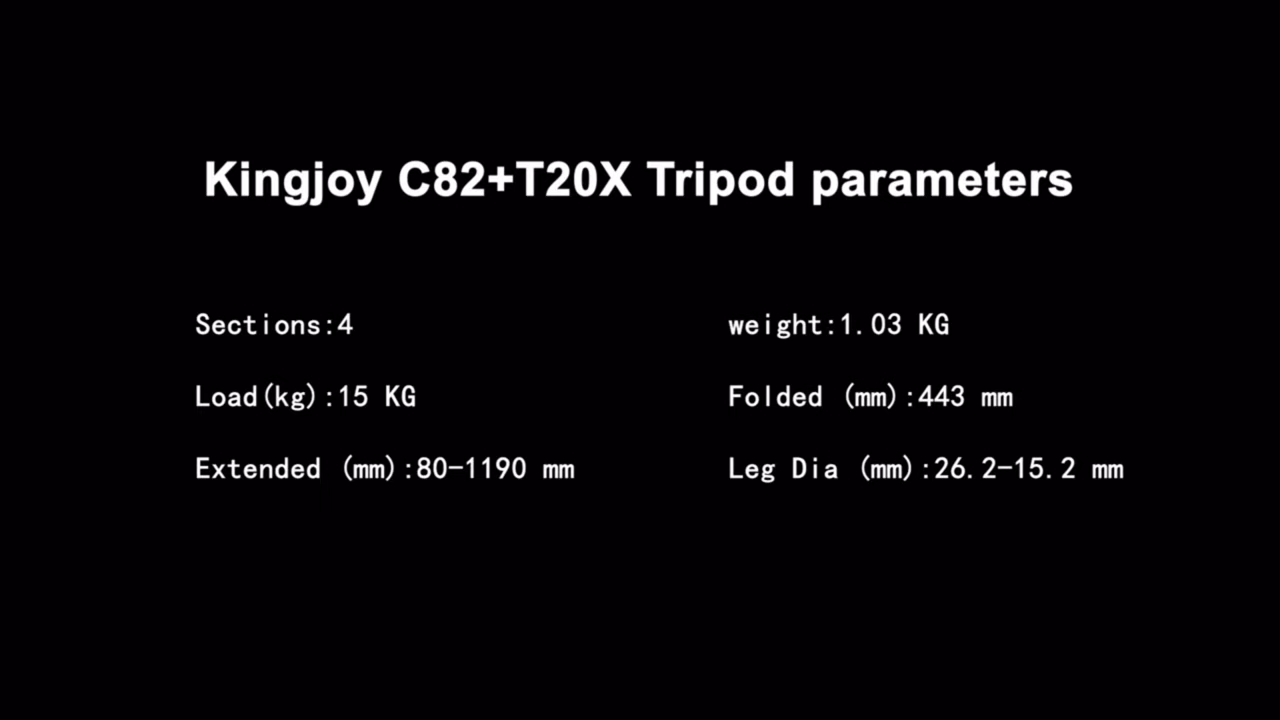 Kingjoy C82+T20X Tripod parameters
Sections:4
weight:1.03 KG
Load(kg):15 KG
Folded (mm):443 mm
Extended (mm):80-1190 mm
Leg Dia (mm):26.2-15.2 mm